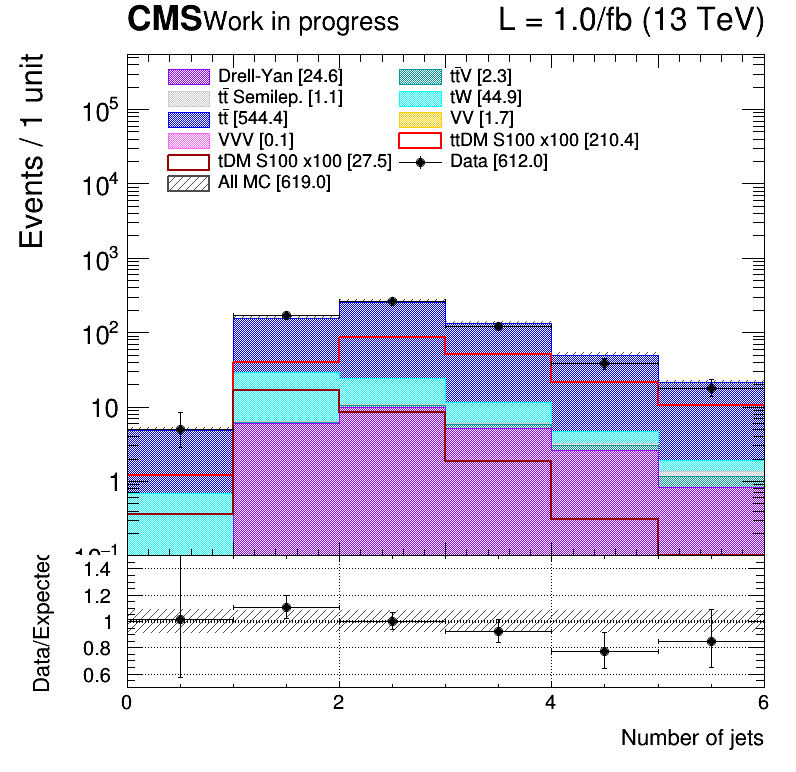 CMS Work in progress L = 1.0/fb (13 TeV)
Events / 1 unit
Drell-Yan [24.6] tt̄V [2.3]
tt̄ Semilep. [1.1] tW [44.9]
tt̄ [544.4] VV [1.7]
VVV [0.1] ttDM S100 x100 [210.4]
tDM S100 x100 [27.5] Data [612.0]
All MC [619.0]
10⁵
10⁴
10³
10²
10
1
10⁻¹
Data/Expected
1.4
1.2
1
0.8
0.6
0 2 4 6
Number of jets